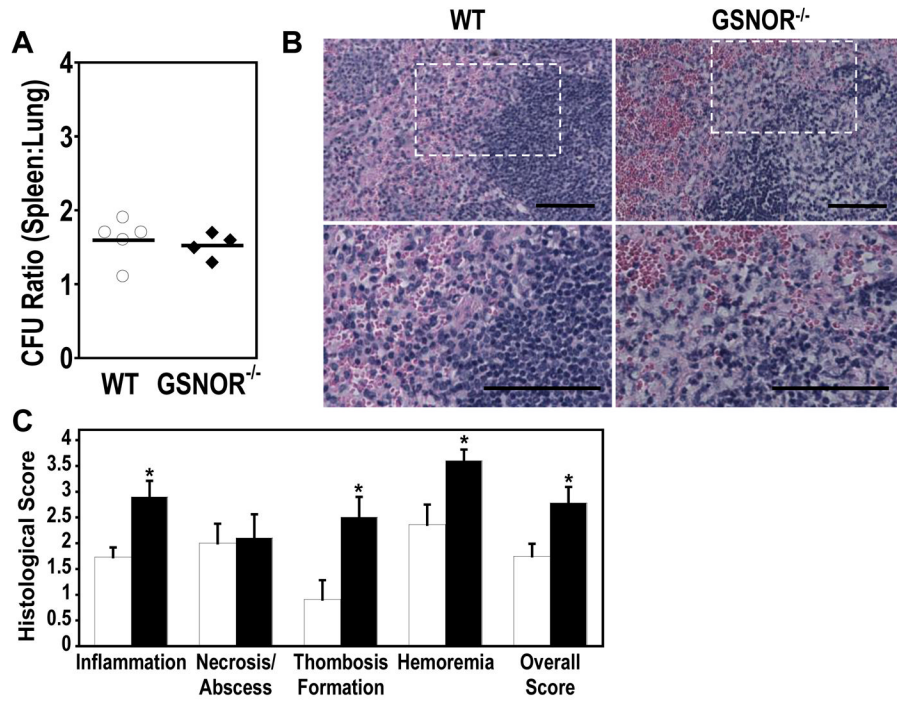 A
CFU Ratio (Spleen:Lung)
4
3
2
1
0
WT GSNOR-/-
B
WT GSNOR-/-
C
Histological Score
4
3.5
3
2.5
2
1.5
1
0.5
0
* * * *
Inflammation Necrosis/ Thombosis Hemoremia Overall
Abscess Formation Score